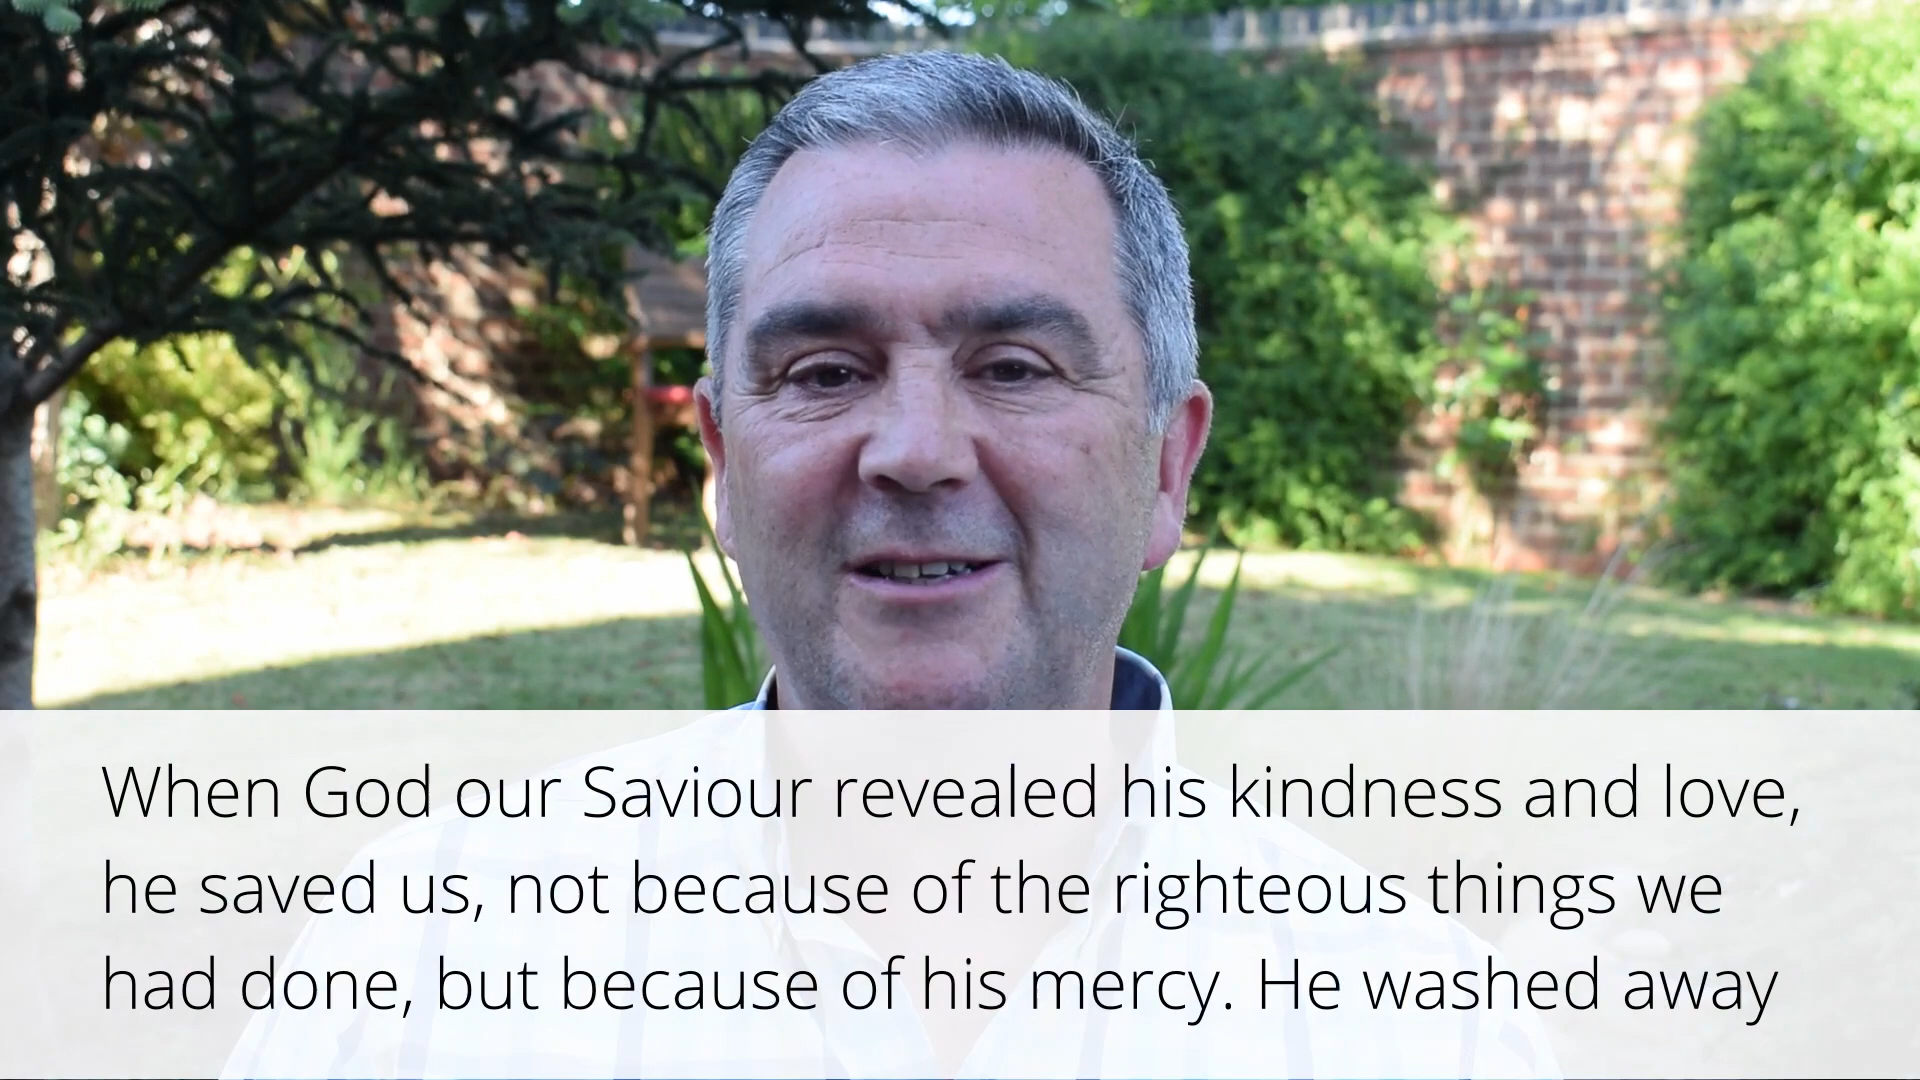 When God our Saviour revealed his kindness and love,
he saved us, not because of the righteous things we
had done, but because of his mercy. He washed away